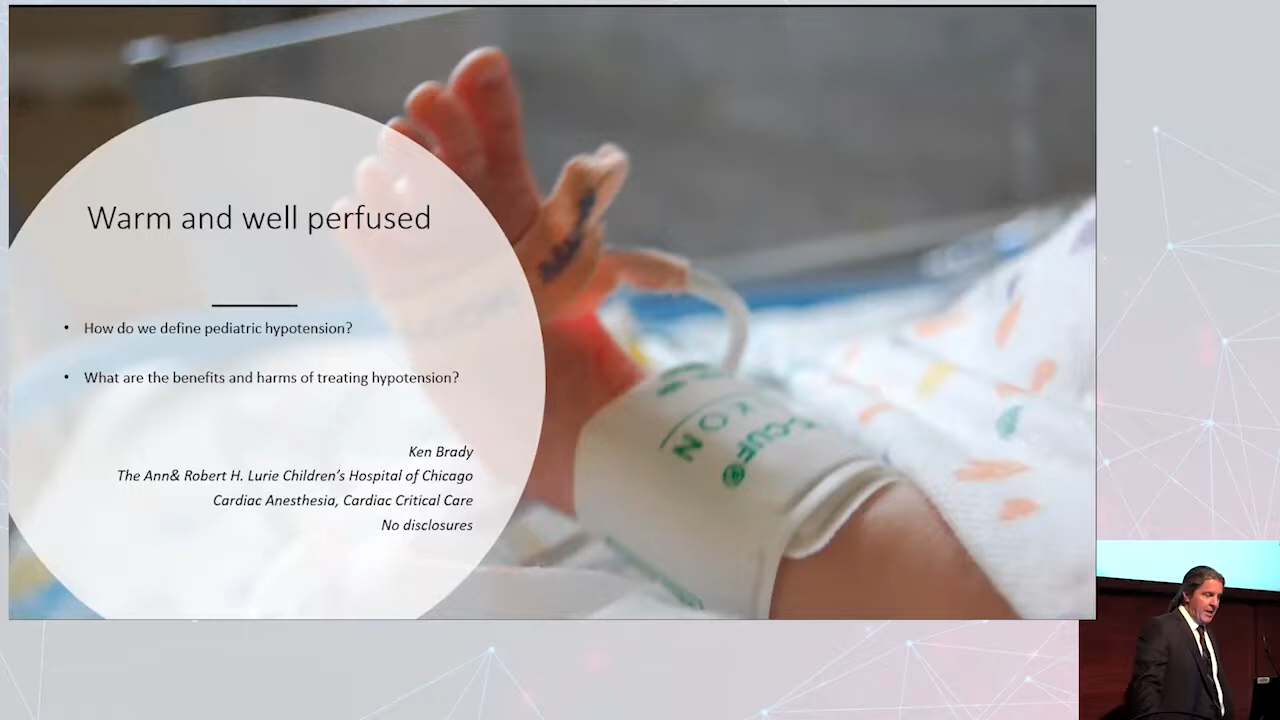 Warm and well perfused
• How do we define pediatric hypotension?
• What are the benefits and harms of treating hypotension?
Ken Brady
The Ann& Robert H. Lurie Children's Hospital of Chicago
Cardiac Anesthesia, Cardiac Critical Care
No disclosures